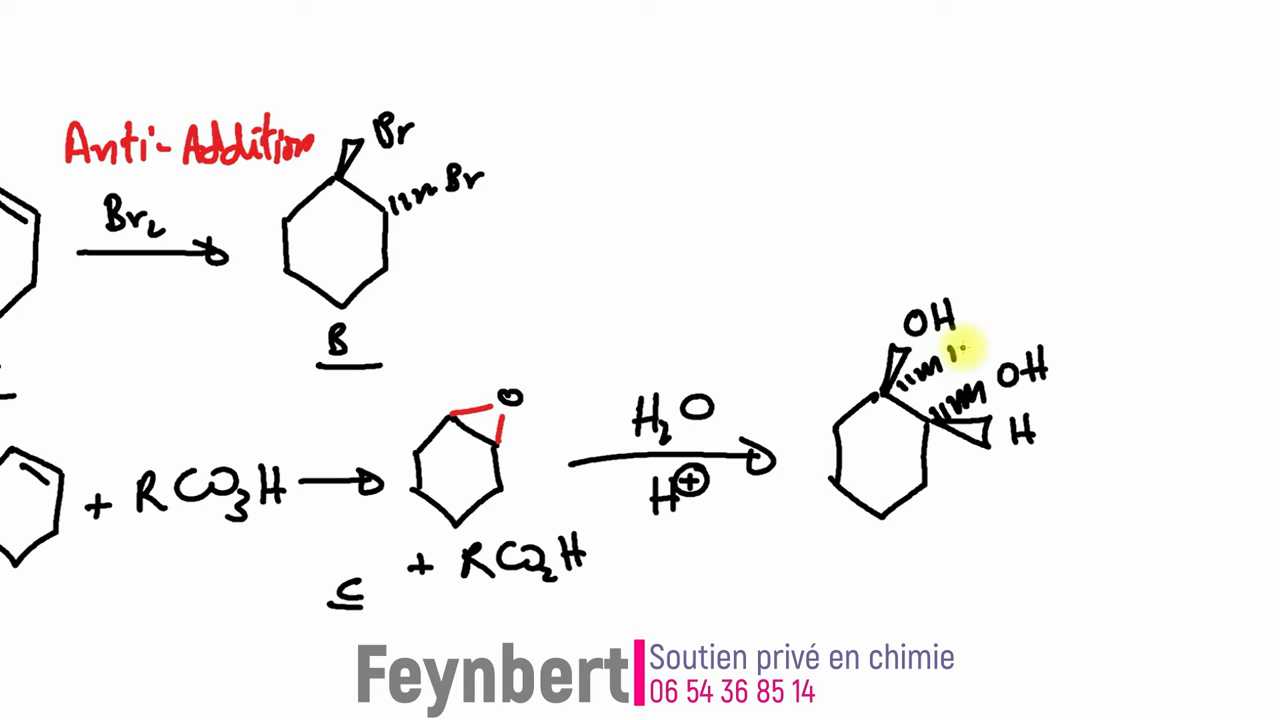 Anti-Addition
Br₂
Br
Br
B
+ RCO₃H
O
+ RCO₂H
C
H₂O
H⊕
OH
OH
H
Feynbert
Soutien privé en chimie
06 54 36 85 14